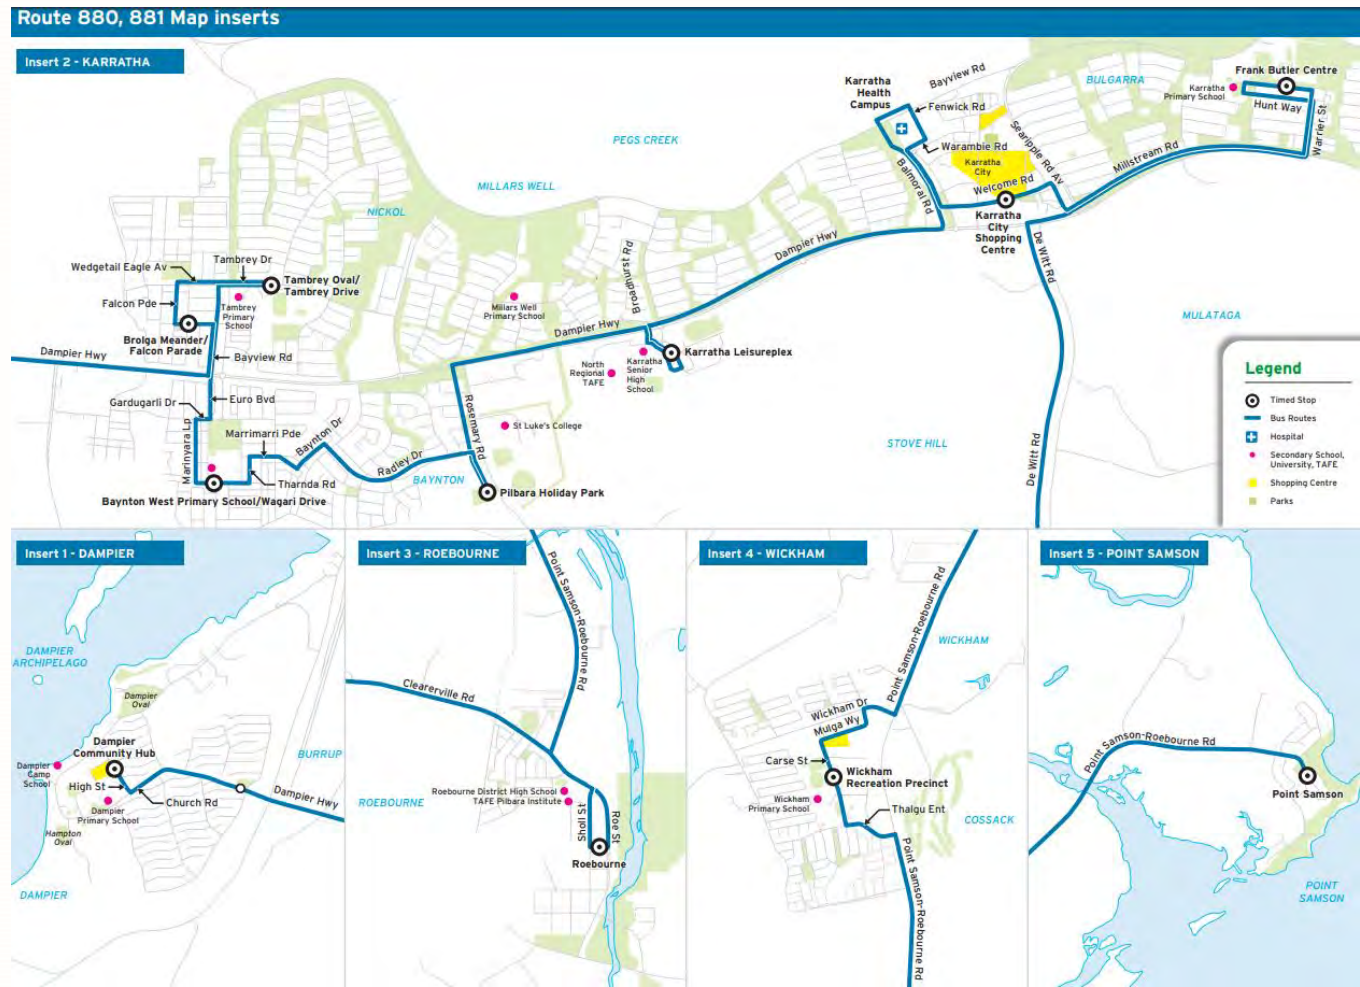 Route 880, 881 Map inserts
Insert 2 - KARRATHA
PEGS CREEK
MILLARS WELL
NICKOL
BULGARRA
Karratha
Health
Campus
Bayview Rd
Fenwick Rd
Warambie Rd
Searipple Rd Av
Karratha
City
Welcome Rd
Balmoral Rd
Karratha
City
Shopping
Centre
Millstream Rd
Frank Butler Centre
Karratha
Primary School
Hunt Way
Warrier St
De Witt Rd
De Witt Rd
MULATAGA
STOVE HILL
Dampier Hwy
Broadhurst Rd
Millars Well
Primary School
Dampier Hwy
Karratha Leisureplex
Karratha
Senior
High
School
North
Regional
TAFE
Wedgetail Eagle Av
Tambrey Dr
Tambrey Oval/
Tambrey Drive
Falcon Pde
Tambrey
Primary
School
Brolga Meander/
Falcon Parade
Dampier Hwy
Bayview Rd
Gardugarli Dr
Euro Bvd
Marrimarri Pde
Baynton Dr
Marinyara Lp
Tharnda Rd
Radley Dr
BAYNTON
Baynton West Primary School/Wagari Drive
Rosemary Rd
St Luke's College
Pilbara Holiday Park
Legend
Timed Stop
Bus Routes
Hospital
Secondary School,
University, TAFE
Shopping Centre
Parks
Insert 1 - DAMPIER
DAMPIER
ARCHIPELAGO
Dampier
Oval
Dampier
Community Hub
Dampier
Camp
School
High St
Church Rd
Dampier
Primary School
Hampton
Oval
BURRUP
Dampier Hwy
DAMPIER
Insert 3 - ROEBOURNE
Point Samson-Roebourne Rd
Clearerville Rd
ROEBOURNE
Roebourne District High School
TAFE Pilbara Institute
Sholl St
Roe St
Roebourne
Insert 4 - WICKHAM
Point Samson-Roebourne Rd
WICKHAM
Wickham Dr
Mulga Wy
Carse St
Wickham
Recreation Precinct
Wickham
Primary School
Thalgu Ent
COSSACK
Point Samson-Roebourne Rd
Insert 5 - POINT SAMSON
Point Samson-Roebourne Rd
Point Samson
POINT
SAMSON